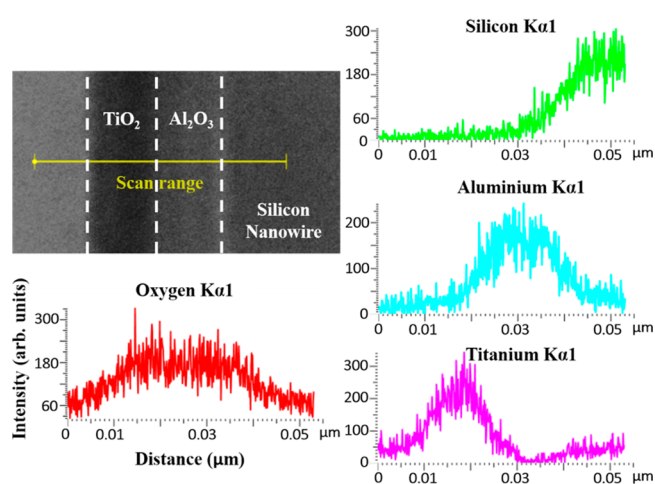 Silicon Kα1
300
180
60
0
0 0.01 0.03 0.05 μm
TiO2 Al2O3
Scan range
Silicon
Nanowire
Aluminium Kα1
200
100
0
0 0.01 0.03 0.05 μm
Oxygen Kα1
Intensity (arb. units)
300
180
60
0 0.01 0.03 0.05 μm
Distance (μm)
Titanium Kα1
300
200
100
0
0 0.01 0.03 0.05 μm